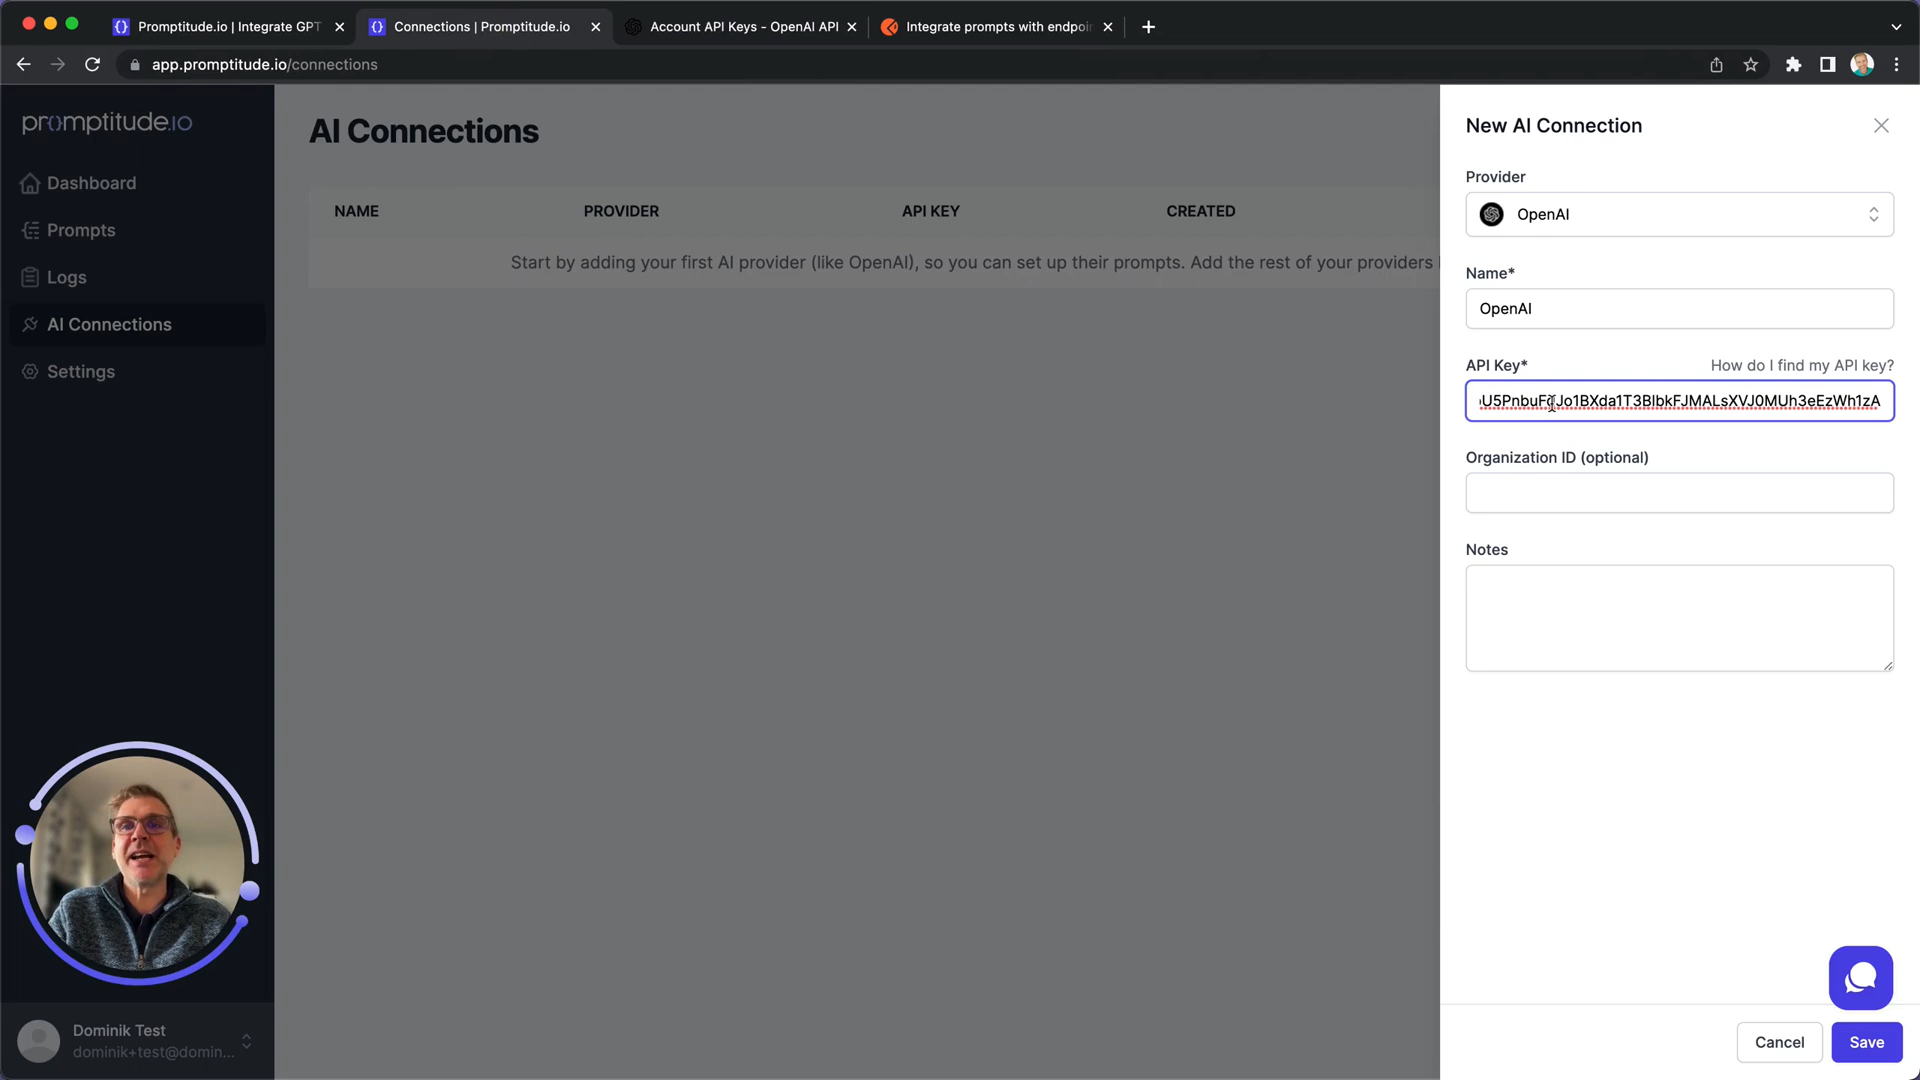 Promptitude.io | Integrate GPT
Connections | Promptitude.io
Account API Keys - OpenAI API
Integrate prompts with endpoin
app.promptitude.io/connections
promptitude.io
Dashboard
Prompts
Logs
AI Connections
Settings
Dominik Test
dominik+test@domin...
AI Connections
NAME PROVIDER API KEY CREATED
Start by adding your first AI provider (like OpenAI), so you can set up their prompts. Add the rest of your providers
New AI Connection
Provider
OpenAI
Name*
OpenAI
API Key* How do I find my API key?
Organization ID (optional)
Notes
Cancel Save